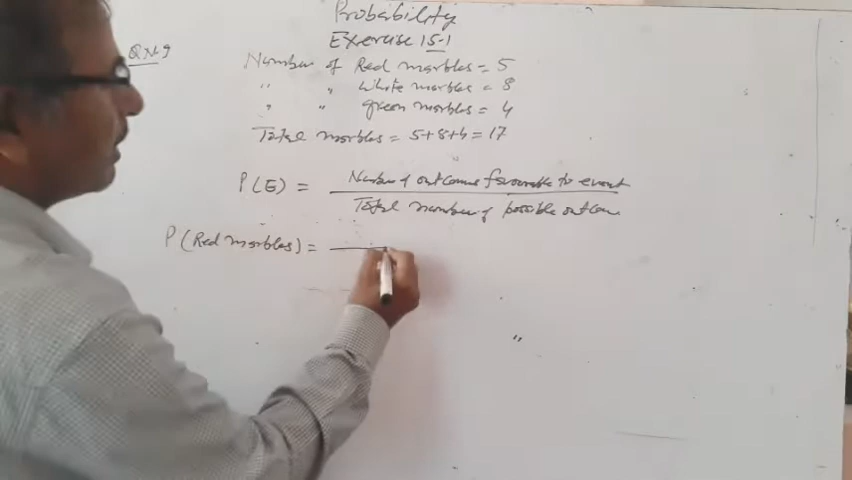 Probability
Exercise 15.1
QN-9
Number of Red marbles = 5
" " white marbles = 8
" " green marbles = 4
Total marbles = 5+8+4 = 17
P(E) = Number of outcome favourable to event
Total number of possible outcome
P(Red marbles) =